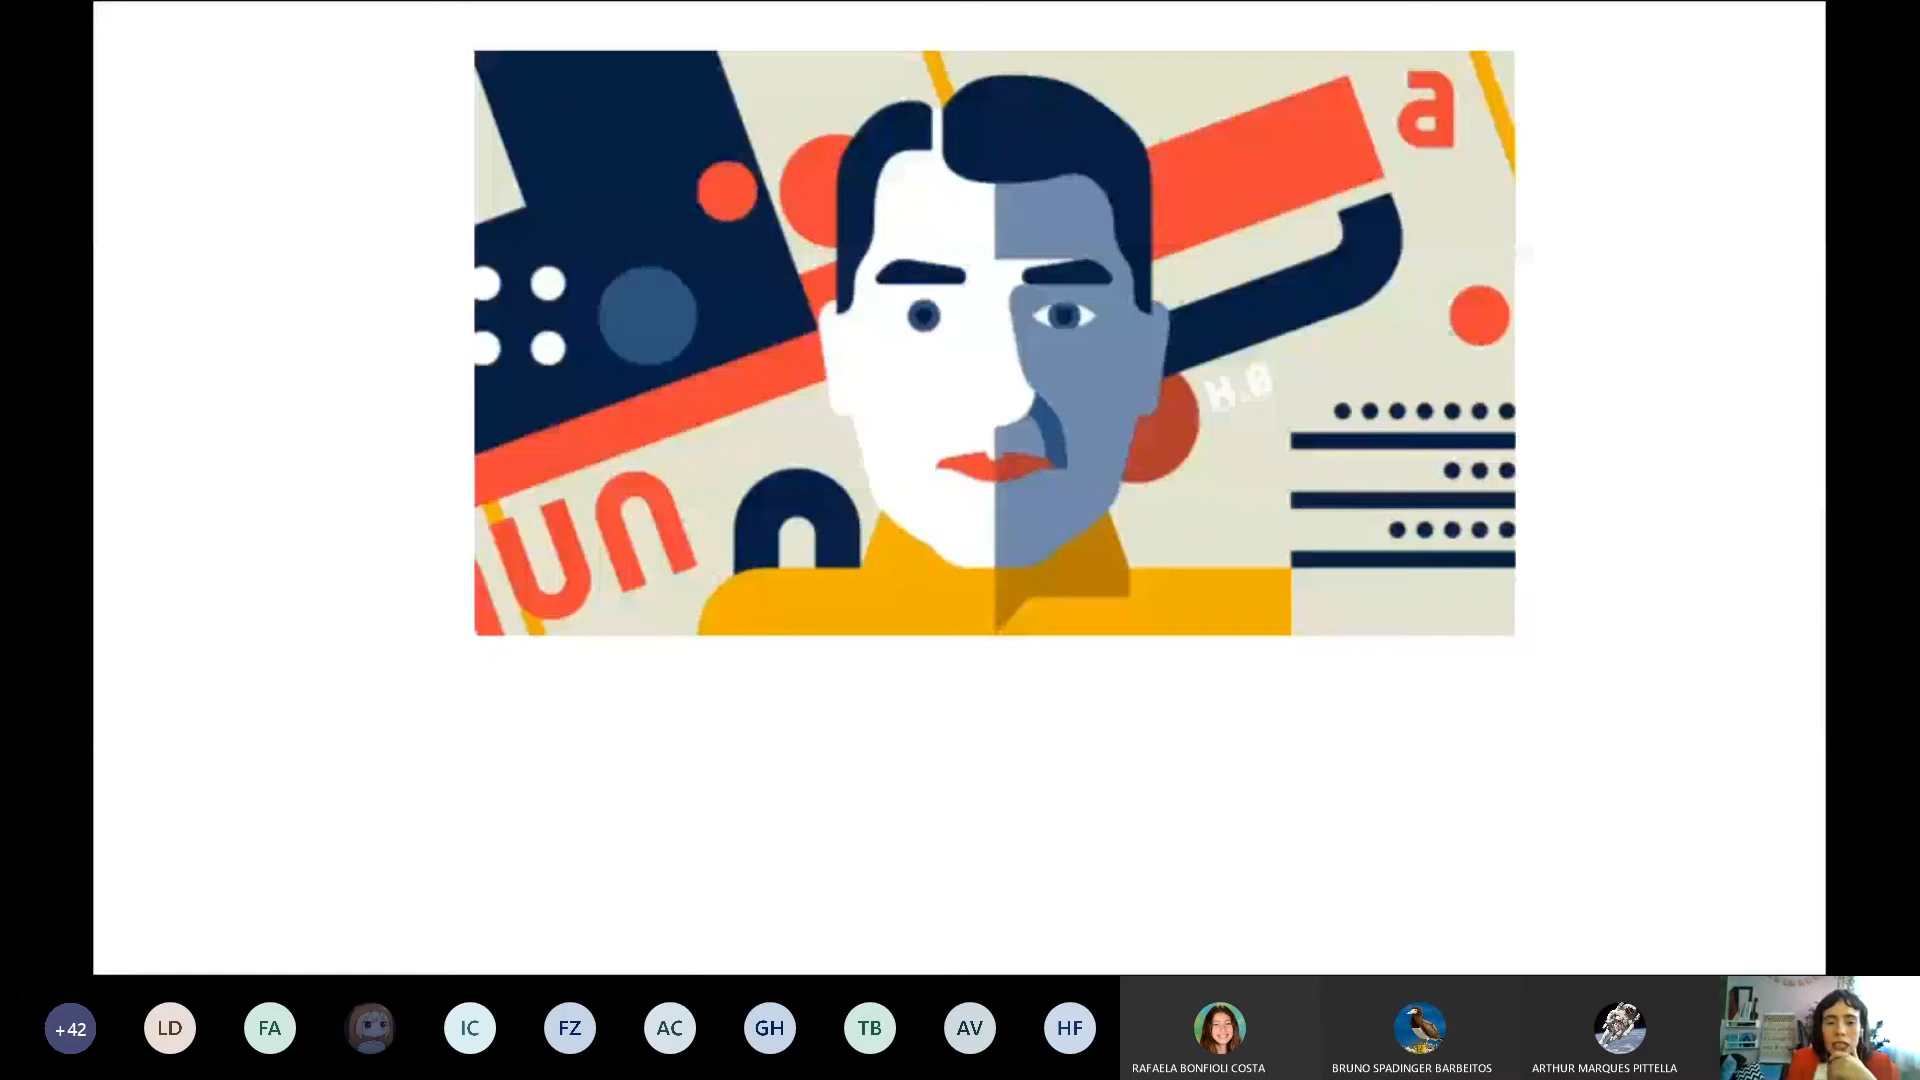 a
H.B
un
+42
LD
FA
IC
FZ
AC
GH
TB
AV
HF
RAFAELA BONFIOLI COSTA
BRUNO SPADINGER BARBEITOS
ARTHUR MARQUES PITTELLA